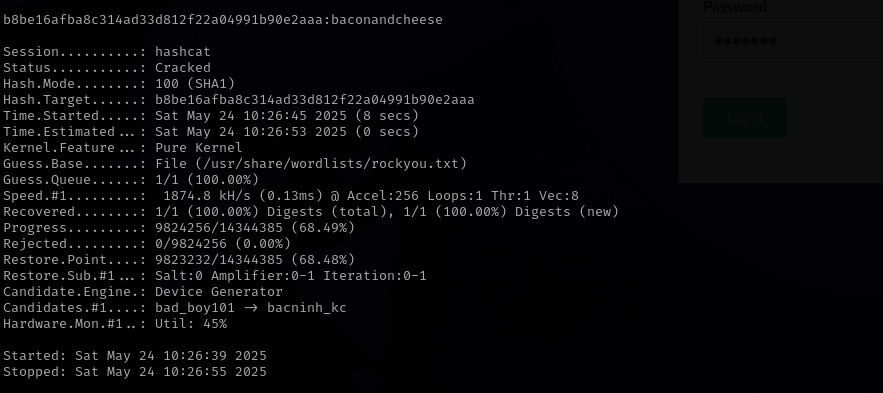 b8be16afba8c314ad33d812f22a04991b90e2aaa:baconandcheese
Session..........: hashcat
Status...........: Cracked
Hash.Mode........: 100 (SHA1)
Hash.Target......: b8be16afba8c314ad33d812f22a04991b90e2aaa
Time.Started.....: Sat May 24 10:26:45 2025 (8 secs)
Time.Estimated...: Sat May 24 10:26:53 2025 (0 secs)
Kernel.Feature...: Pure Kernel
Guess.Base.......: File (/usr/share/wordlists/rockyou.txt)
Guess.Queue......: 1/1 (100.00%)
Speed.#1.........:  1874.8 kH/s (0.13ms) @ Accel:256 Loops:1 Thr:1 Vec:8
Recovered........: 1/1 (100.00%) Digests (total), 1/1 (100.00%) Digests (new)
Progress.........: 9824256/14344385 (68.49%)
Rejected.........: 0/9824256 (0.00%)
Restore.Point....: 9823232/14344385 (68.48%)
Restore.Sub.#1...: Salt:0 Amplifier:0-1 Iteration:0-1
Candidate.Engine.: Device Generator
Candidates.#1....: bad_boy101 -> bacninh_kc
Hardware.Mon.#1..: Util: 45%
Started: Sat May 24 10:26:39 2025
Stopped: Sat May 24 10:26:55 2025
Password
•••••••
Login